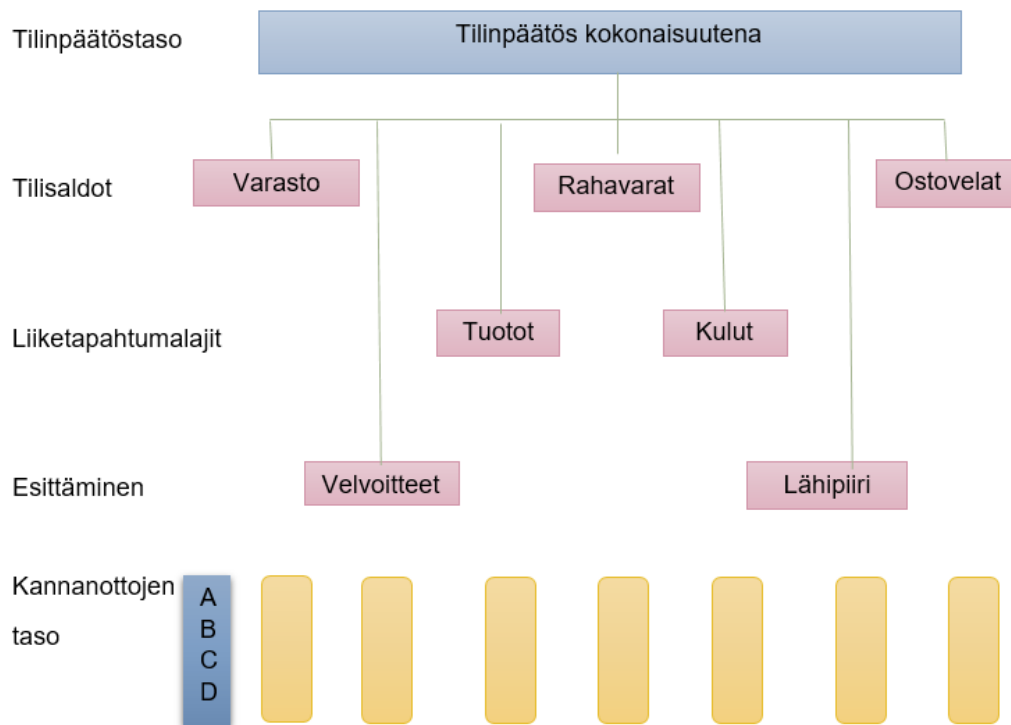 Tilinpäätöstaso
Tilinpäätös kokonaisuutena
Tilisaldot
Varasto
Rahavarat
Ostovelat
Liiketapahtumalajit
Tuotot
Kulut
Esittäminen
Velvoitteet
Lähipiiri
Kannanottojen
taso
A
B
C
D